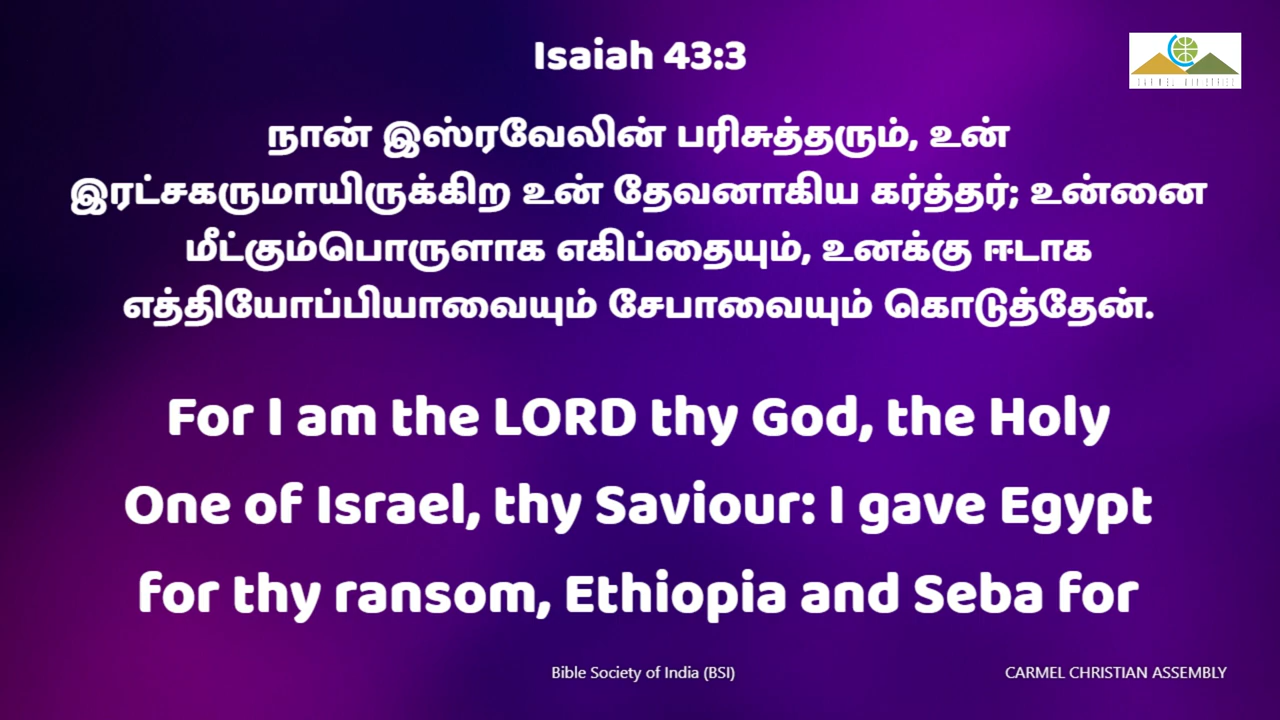 Isaiah 43:3
நான் இஸ்ரவேலின் பரிசுத்தரும், உன்
இரட்சகருமாயிருக்கிற உன் தேவனாகிய கர்த்தர்; உன்னை
மீட்கும்பொருளாக எகிப்தையும், உனக்கு ஈடாக
எத்தியோப்பியாவையும் சேபாவையும் கொடுத்தேன்.
For I am the LORD thy God, the Holy
One of Israel, thy Saviour: I gave Egypt
for thy ransom, Ethiopia and Seba for
Bible Society of India (BSI)
CARMEL CHRISTIAN ASSEMBLY